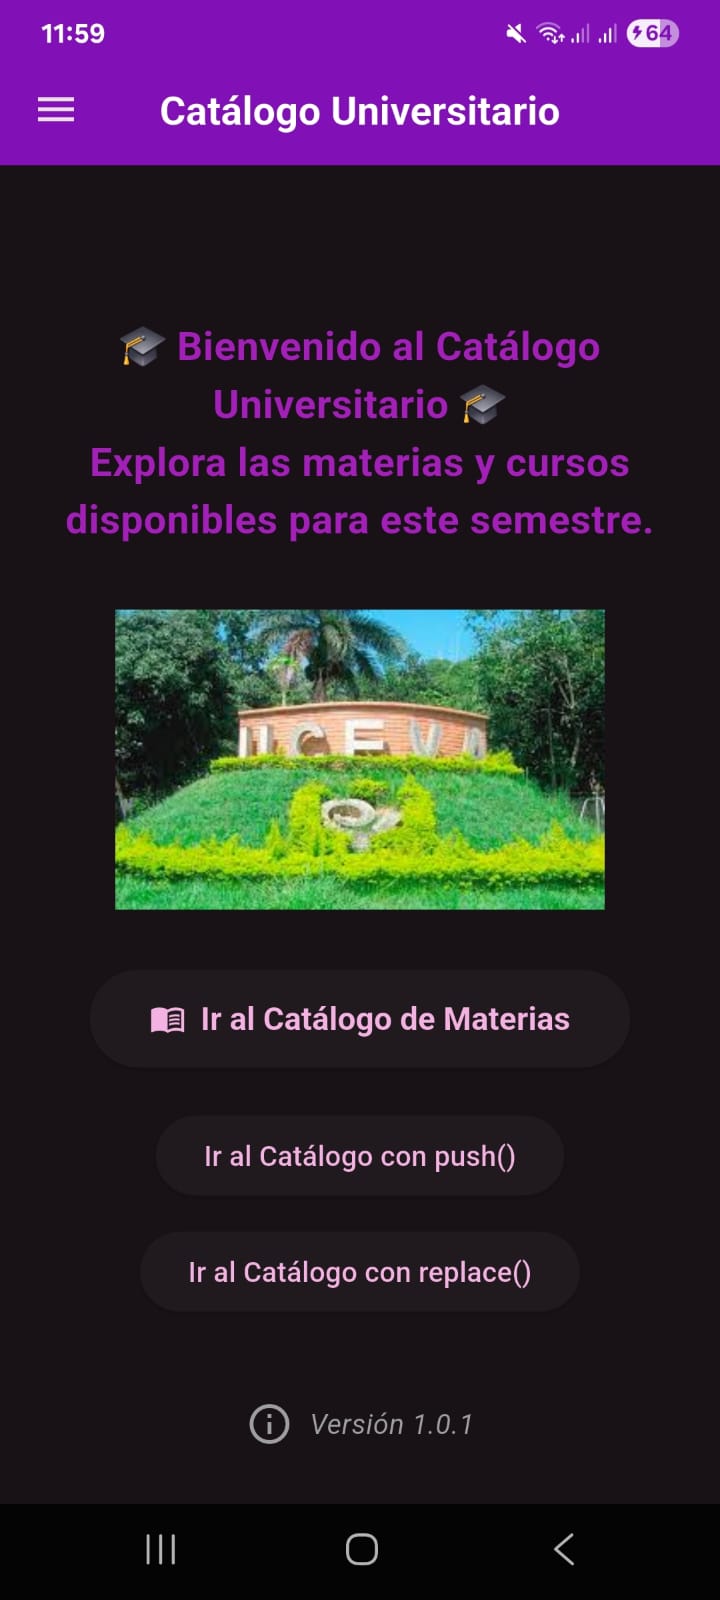 11:59
64
Catálogo Universitario
🎓 Bienvenido al Catálogo
Universitario 🎓
Explora las materias y cursos
disponibles para este semestre.
UCEVA
Ir al Catálogo de Materias
Ir al Catálogo con push()
Ir al Catálogo con replace()
Versión 1.0.1